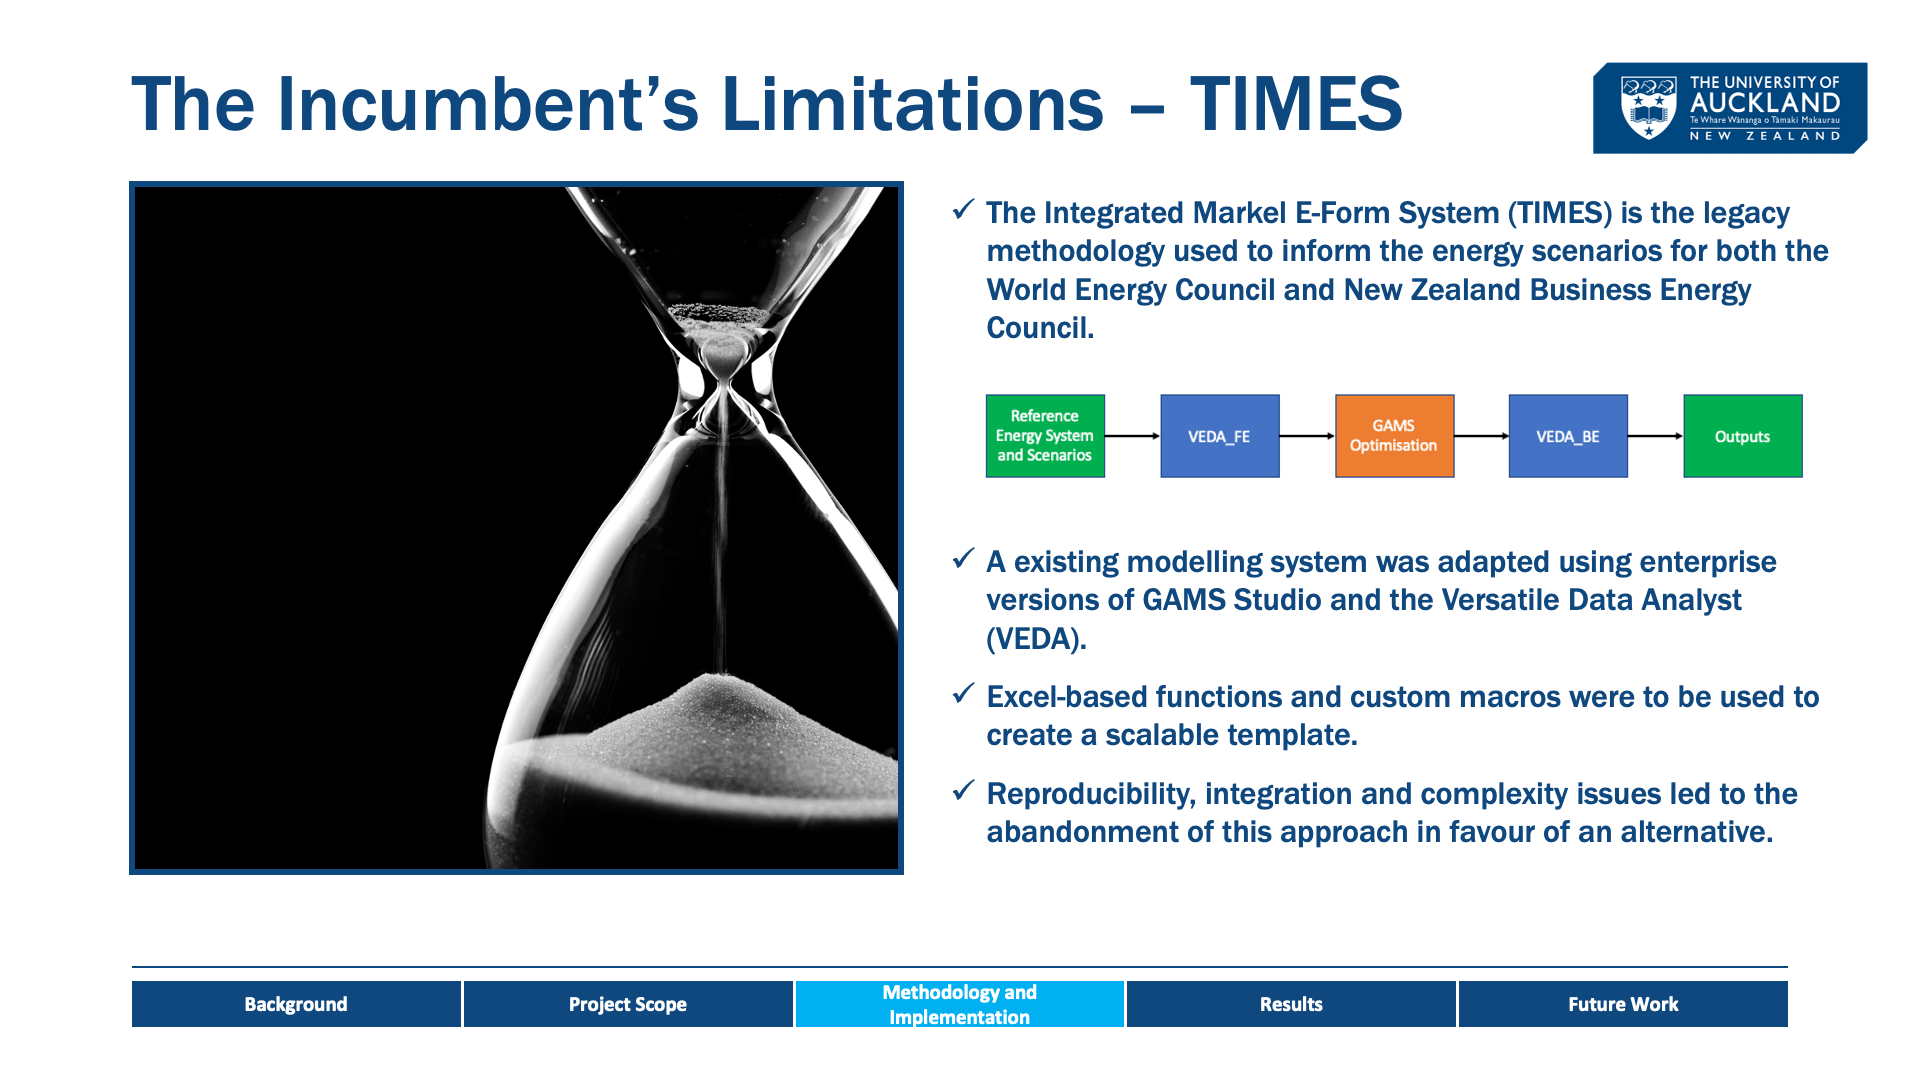 The Incumbent’s Limitations – TIMES
THE UNIVERSITY OF
AUCKLAND
Te Whare Wānanga o Tāmaki Makaurau
NEW ZEALAND
✓ The Integrated Markel E-Form System (TIMES) is the legacy
methodology used to inform the energy scenarios for both the
World Energy Council and New Zealand Business Energy
Council.
Reference
Energy System
and Scenarios
VEDA_FE
GAMS
Optimisation
VEDA_BE
Outputs
✓ A existing modelling system was adapted using enterprise
versions of GAMS Studio and the Versatile Data Analyst
(VEDA).
✓ Excel-based functions and custom macros were to be used to
create a scalable template.
✓ Reproducibility, integration and complexity issues led to the
abandonment of this approach in favour of an alternative.
Background
Project Scope
Methodology and
Implementation
Results
Future Work